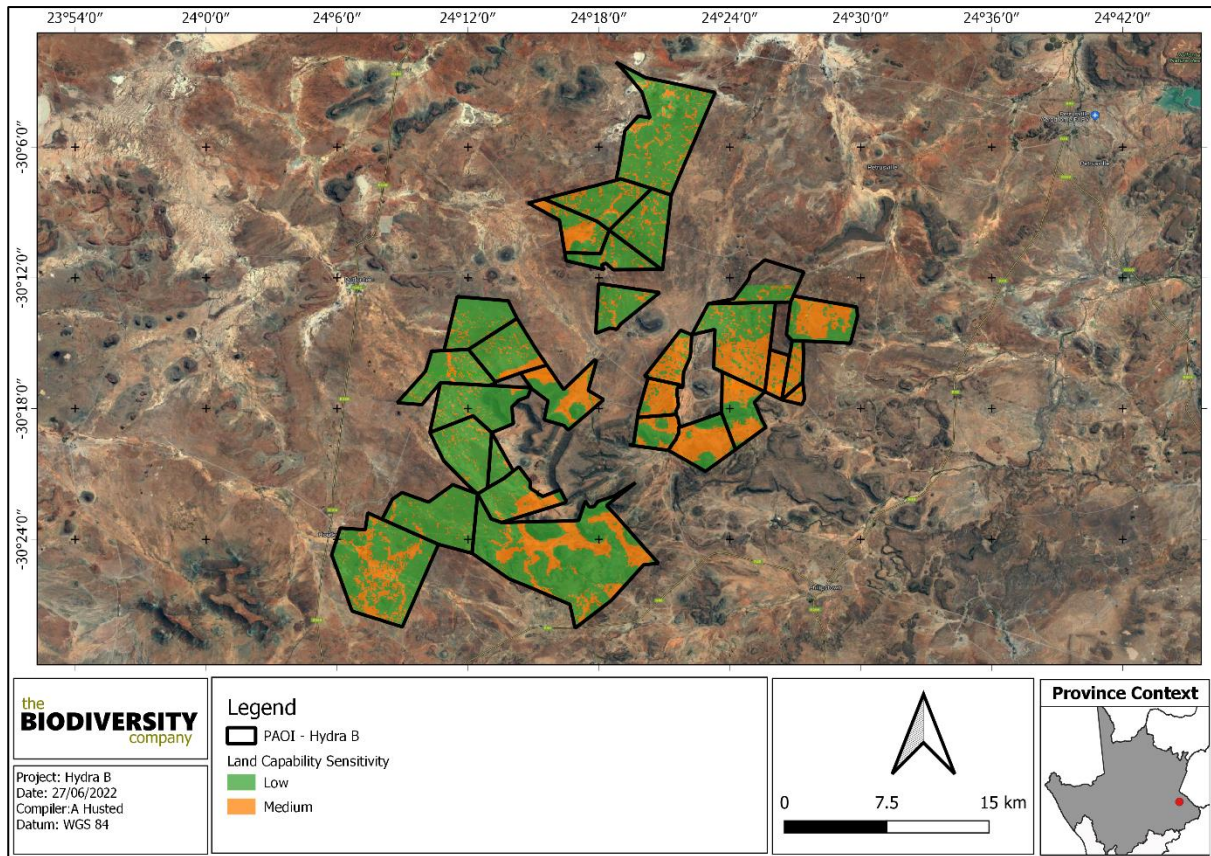 23°54′0″ 24°0′0″ 24°6′0″ 24°12′0″ 24°18′0″ 24°24′0″ 24°30′0″ 24°36′0″ 24°42′0″
-30°6′0″
-30°12′0″
-30°18′0″
-30°24′0″
Petrusville
the
BIODIVERSITY
company
Project: Hydra B
Date: 27/06/2022
Compiler:A Husted
Datum: WGS 84
Legend
PAOI - Hydra B
Land Capability Sensitivity
Low
Medium
0 7.5 15 km
Province Context